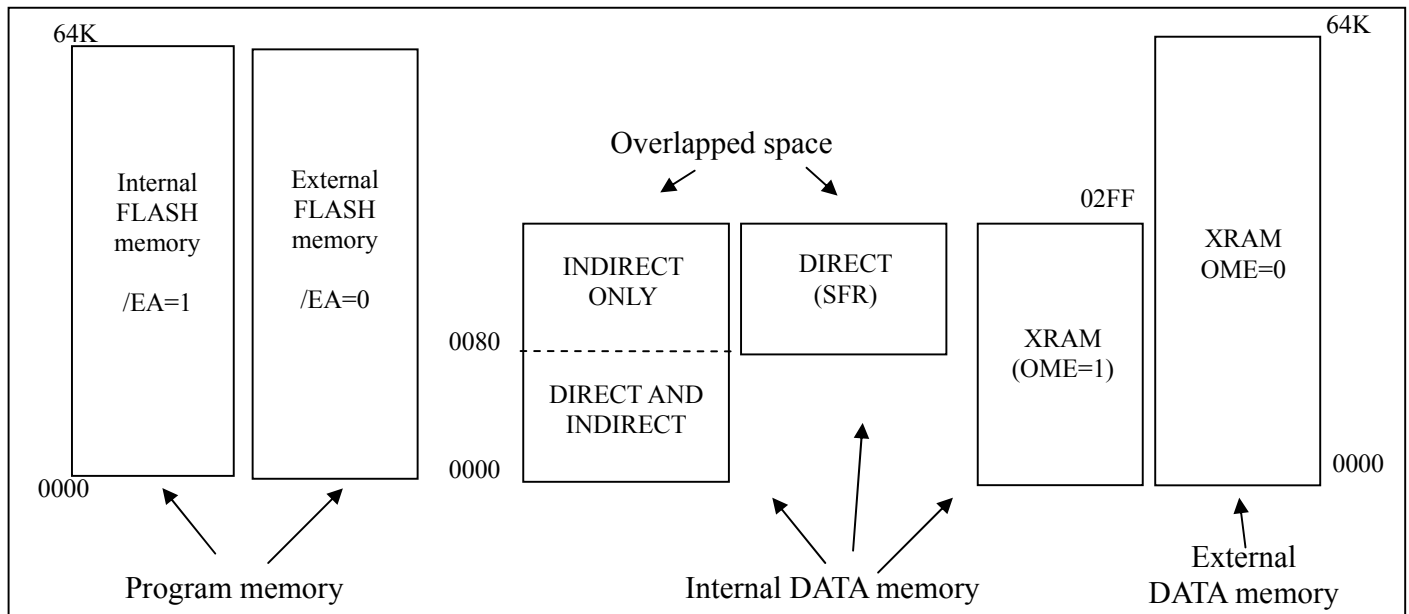 64K
Internal
FLASH
memory
/EA=1
0000
External
FLASH
memory
/EA=0
Program memory
Overlapped space
INDIRECT
ONLY
0080
DIRECT AND
INDIRECT
0000
DIRECT
(SFR)
02FF
XRAM
(OME=1)
Internal DATA memory
64K
XRAM
OME=0
0000
External
DATA memory